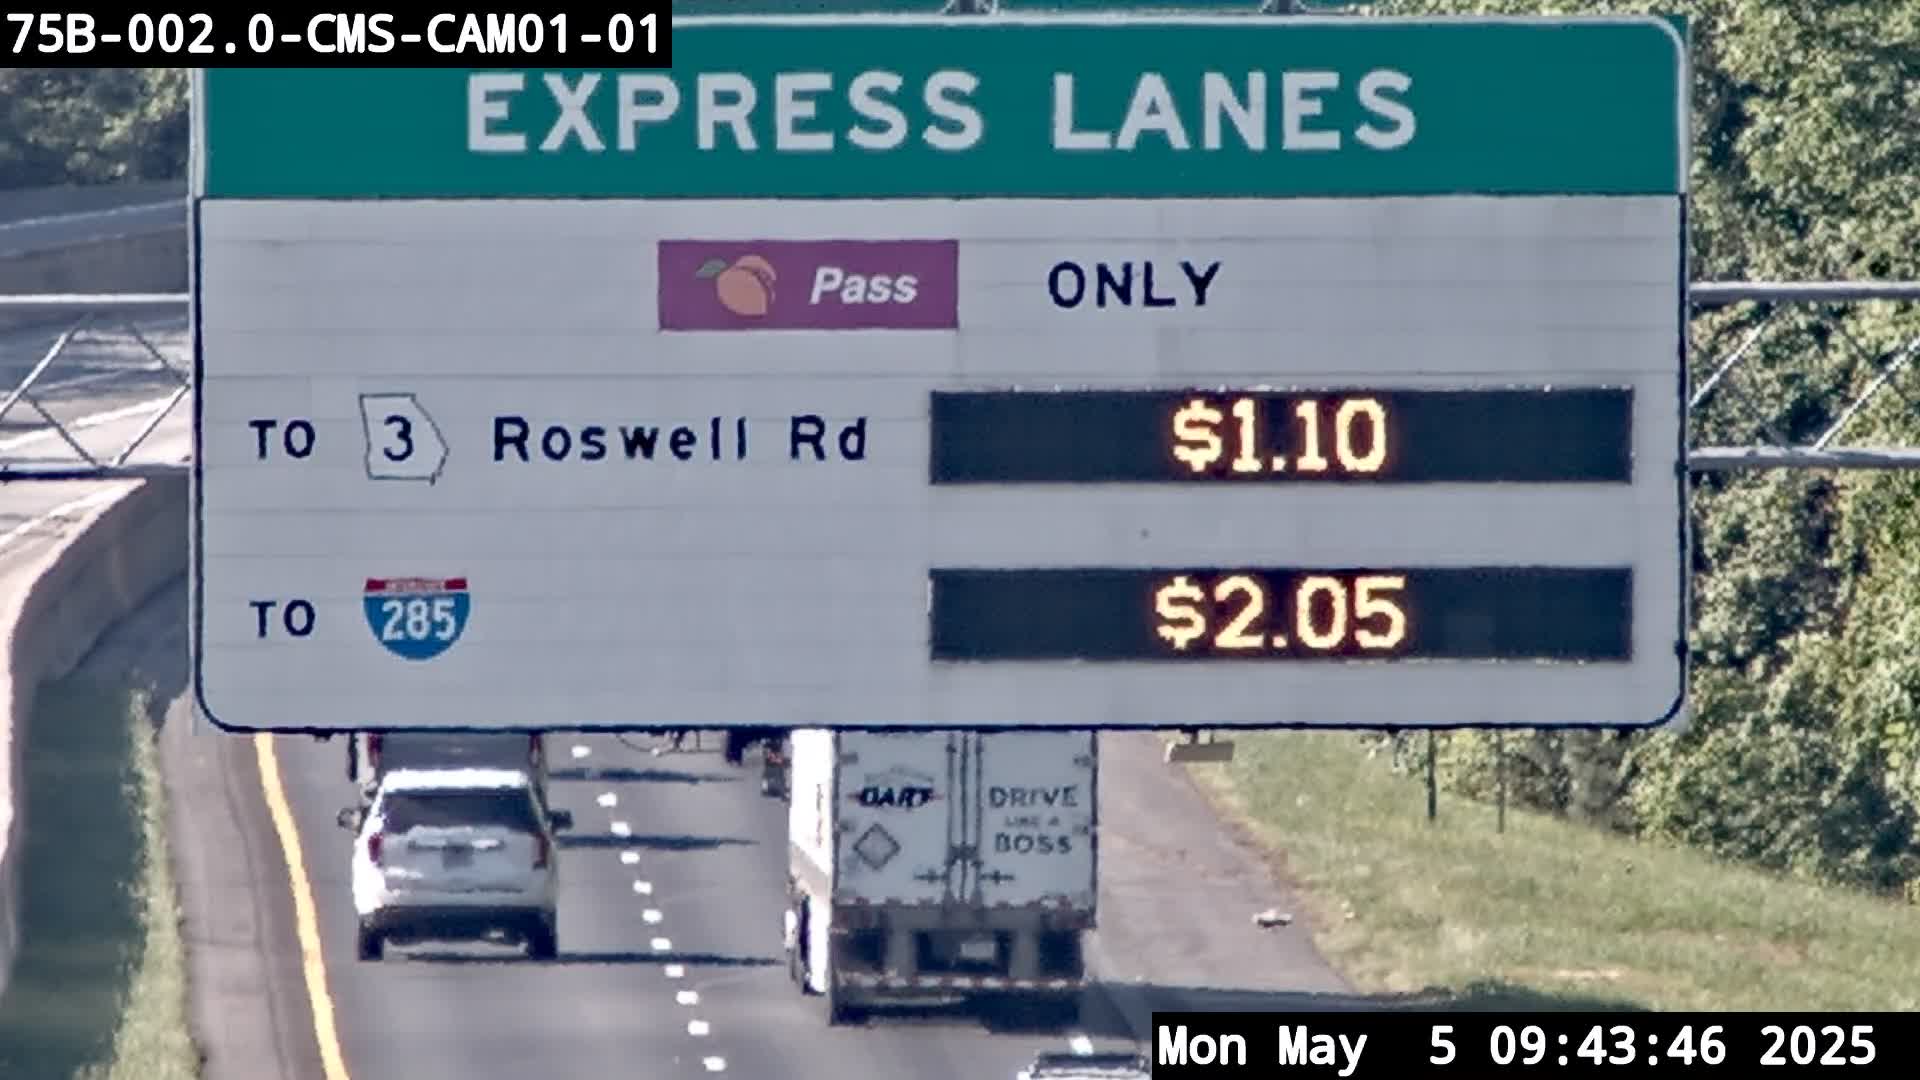 75B-002.0-CMS-CAM01-01
EXPRESS LANES
Pass ONLY
TO 3 Roswell Rd $1.10
TO INTERSTATE 285 $2.05
DART DRIVE
LIKE A
BOSS
Mon May 5 09:43:46 2025